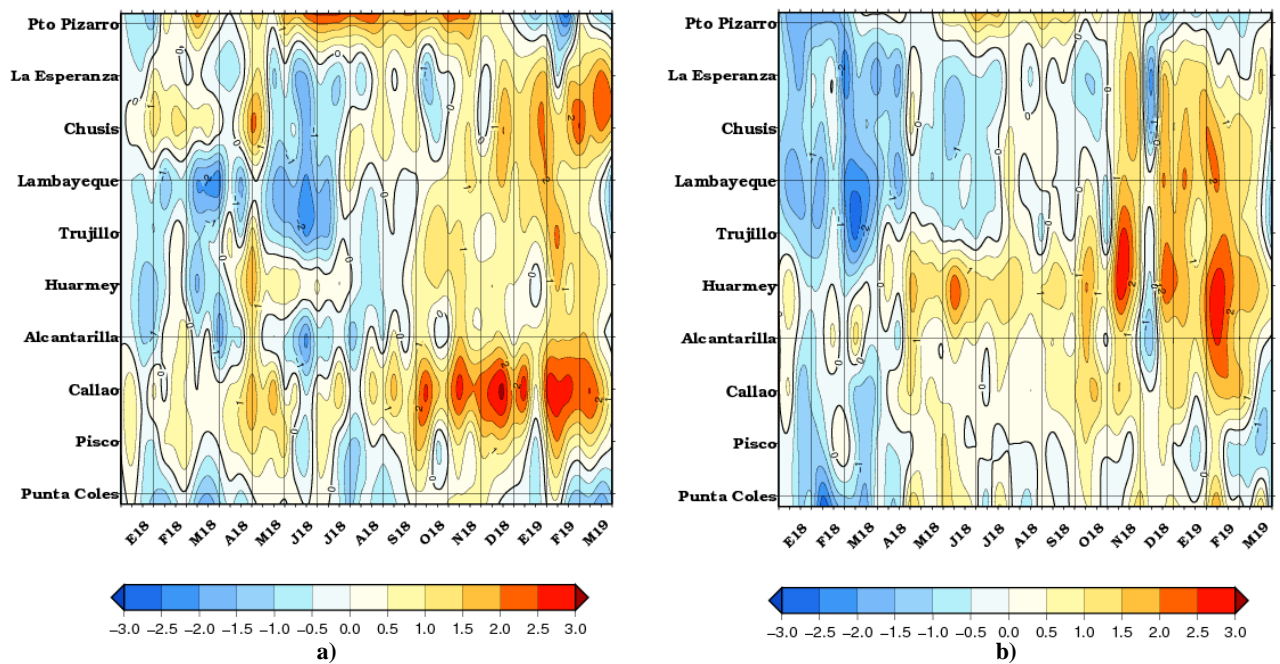 Pto Pizarro
La Esperanza
Chusis
Lambayeque
Trujillo
Huarmey
Alcantarilla
Callao
Pisco
Punta Coles
E18 F18 M18 A18 M18 J18 J18 A18 S18 O18 N18 D18 E19 F19 M19
−3.0 −2.5 −2.0 −1.5 −1.0 −0.5 0.0 0.5 1.0 1.5 2.0 2.5 3.0
a)
Pto Pizarro
La Esperanza
Chusis
Lambayeque
Trujillo
Huarmey
Alcantarilla
Callao
Pisco
Punta Coles
E18 F18 M18 A18 M18 J18 J18 A18 S18 O18 N18 D18 E19 F19 M19
−3.0 −2.5 −2.0 −1.5 −1.0 −0.5 0.0 0.5 1.0 1.5 2.0 2.5 3.0
b)